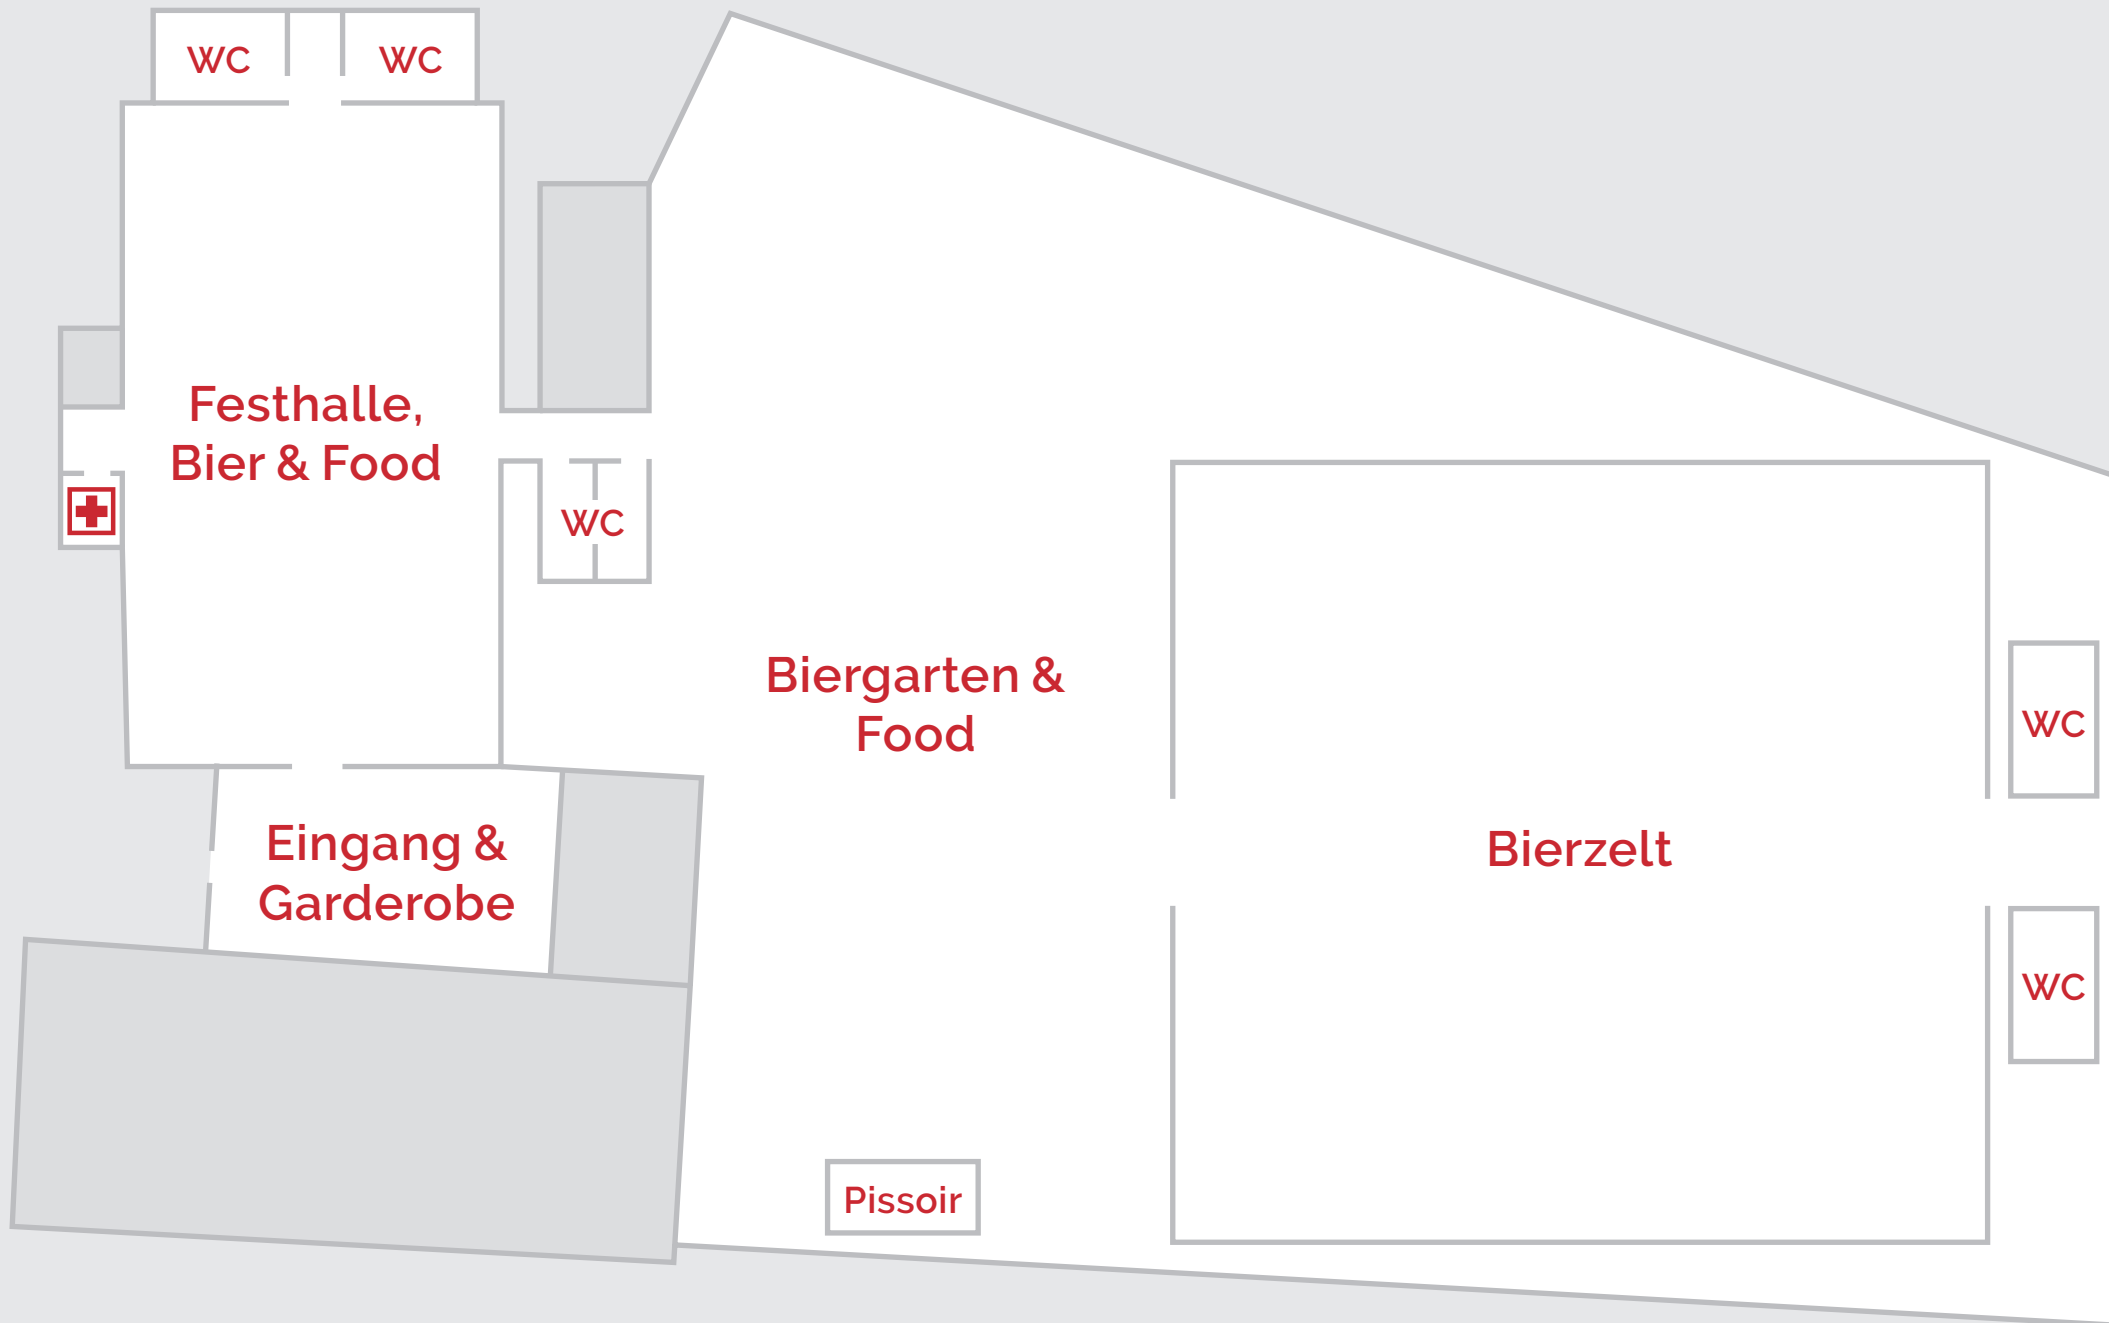 WC
WC
Festhalle,
Bier & Food
WC
Biergarten &
Food
WC
Eingang &
Garderobe
Bierzelt
WC
Pissoir